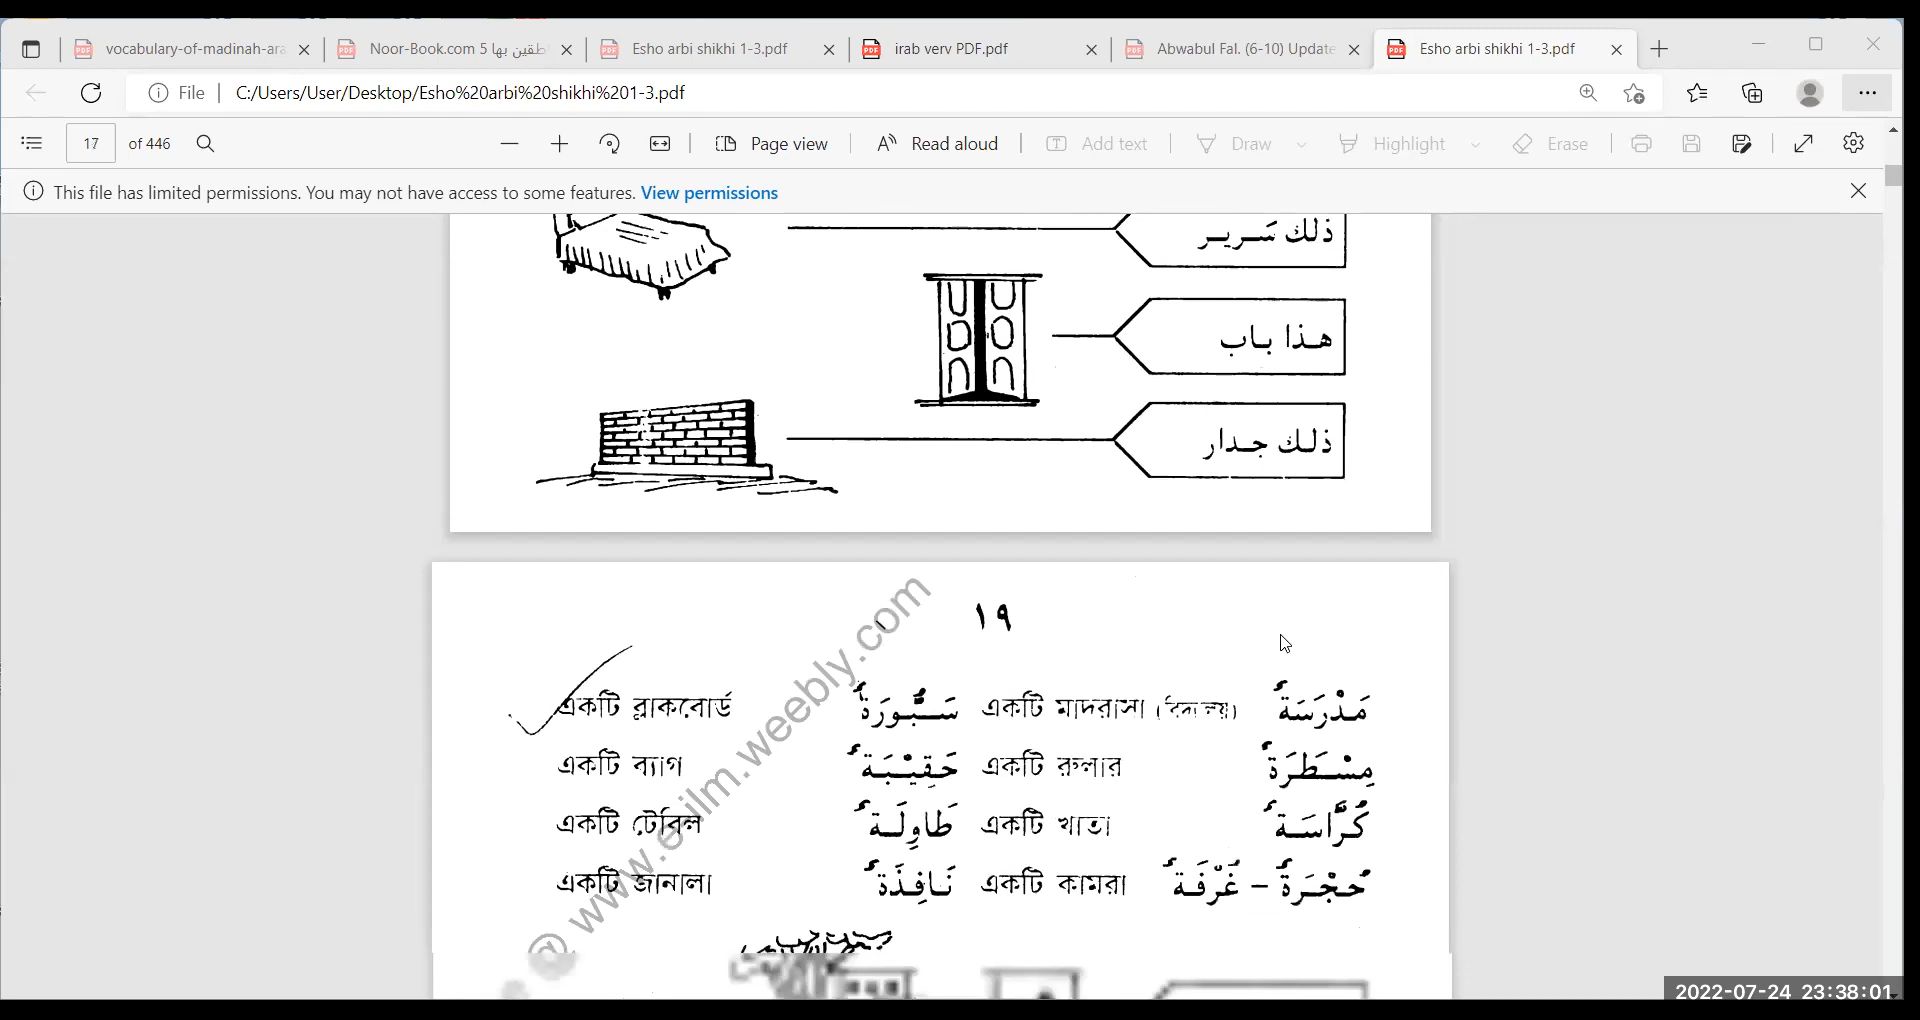 vocabulary-of-madinah-ara
Noor-Book.com 5 طقين بها
Esho arbi shikhi 1-3.pdf
irab verv PDF.pdf
Abwabul Fal. (6-10) Update
Esho arbi shikhi 1-3.pdf
File C:/Users/User/Desktop/Esho%20arbi%20shikhi%201-3.pdf
17 of 446 Page view Read aloud Add text Draw Highlight Erase
This file has limited permissions. You may not have access to some features. View permissions
ذلك سَرير
هذا باب
ذلك جدار
١٩
مَدْرَسَةٌ একটি মাদরাসা (বিদ্যালয়) سَبُّورَةٌ একটি ব্লাকবোর্ড
مِسْطَرَةٌ একটি রুলার حَقِيْبَةٌ একটি ব্যাগ
كُرَّاسَةٌ একটি খাতা طَاوِلَةٌ একটি টেবিল
حُجْرَةٌ – غُرْفَةٌ একটি কামরা نَافِذَةٌ একটি জানালা
@ www.e-ilm.weebly.com
2022-07-24 23:38:01